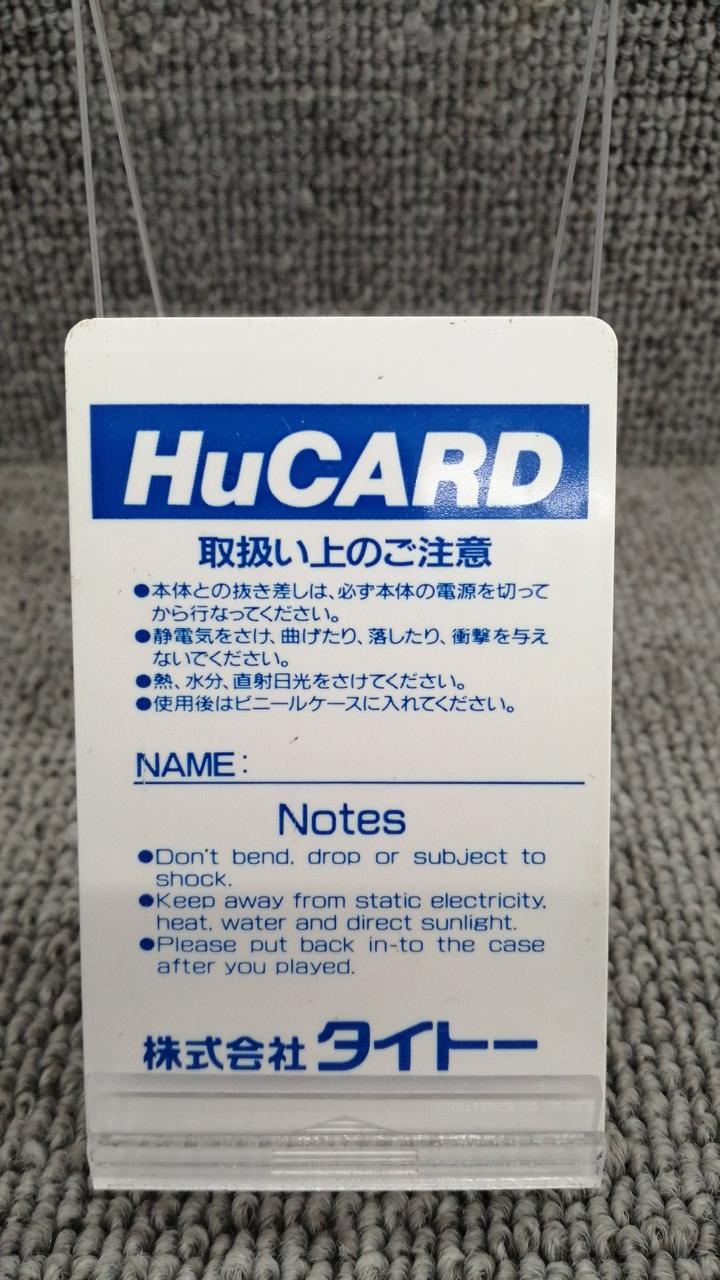 HuCARD
取扱い上のご注意
●本体との抜き差しは、必ず本体の電源を切って
から行なってください。
●静電気をさけ、曲げたり、落したり、衝撃を与え
ないでください。
●熱、水分、直射日光をさけてください。
●使用後はビニールケースに入れてください。
NAME:
Notes
●Don't bend, drop or subject to
shock.
●Keep away from static electricity,
heat, water and direct sunlight.
●Please put back in-to the case
after you played.
株式会社タイトー